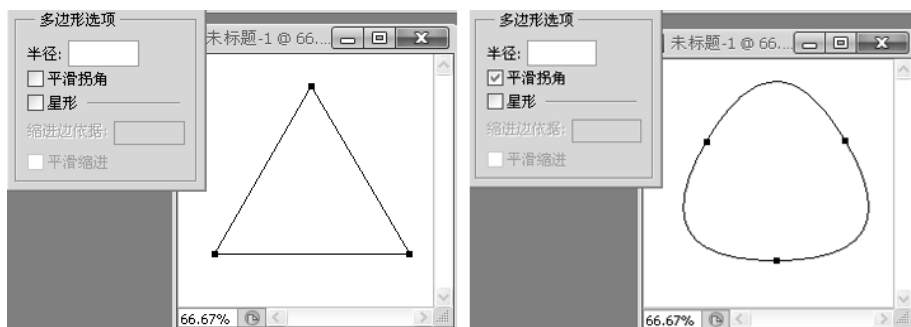 多边形选项
半径:
平滑拐角
星形
缩进边依据:
平滑缩进
未标题-1 @ 66....
66.67%
多边形选项
半径:
平滑拐角
星形
缩进边依据:
平滑缩进
未标题-1 @ 66....
66.67%